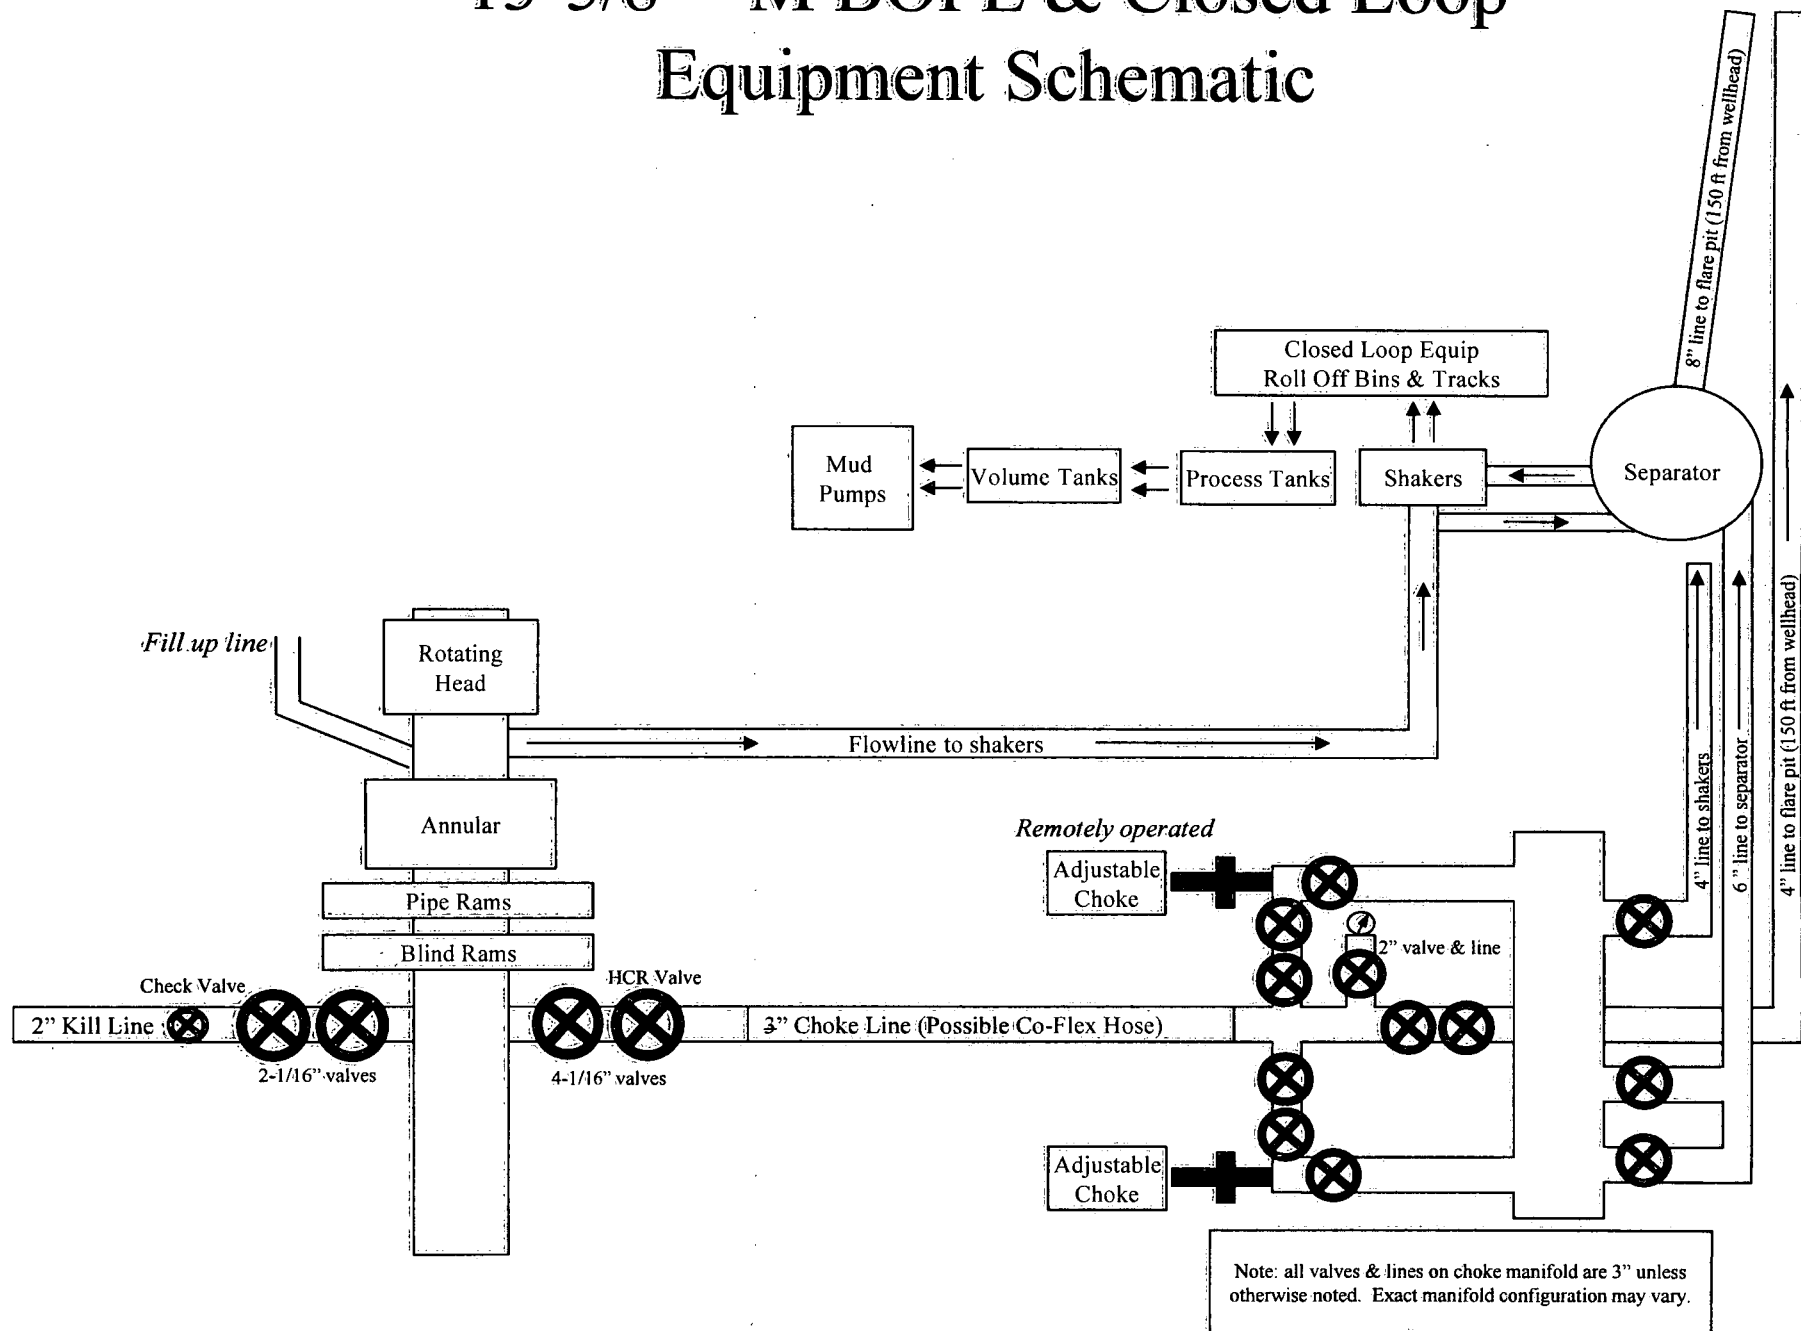 M BOPE & Closed Loop
Equipment Schematic
8" line to flare pit (150 ft from wellhead)
Closed Loop Equip
Roll Off Bins & Tracks
Mud
Pumps
Volume Tanks
Process Tanks
Shakers
Separator
Fill up line
Rotating
Head
Flowline to shakers
4" line to shakers
6 " line to separator
4" line to flare pit (150 ft from wellhead)
Annular
Remotely operated
Adjustable
Choke
Pipe Rams
Blind Rams
2" valve & line
Check Valve
HCR Valve
2" Kill Line
3" Choke Line (Possible Co-Flex Hose)
2-1/16" valves
4-1/16" valves
Adjustable
Choke
Note: all valves & lines on choke manifold are 3" unless
otherwise noted. Exact manifold configuration may vary.